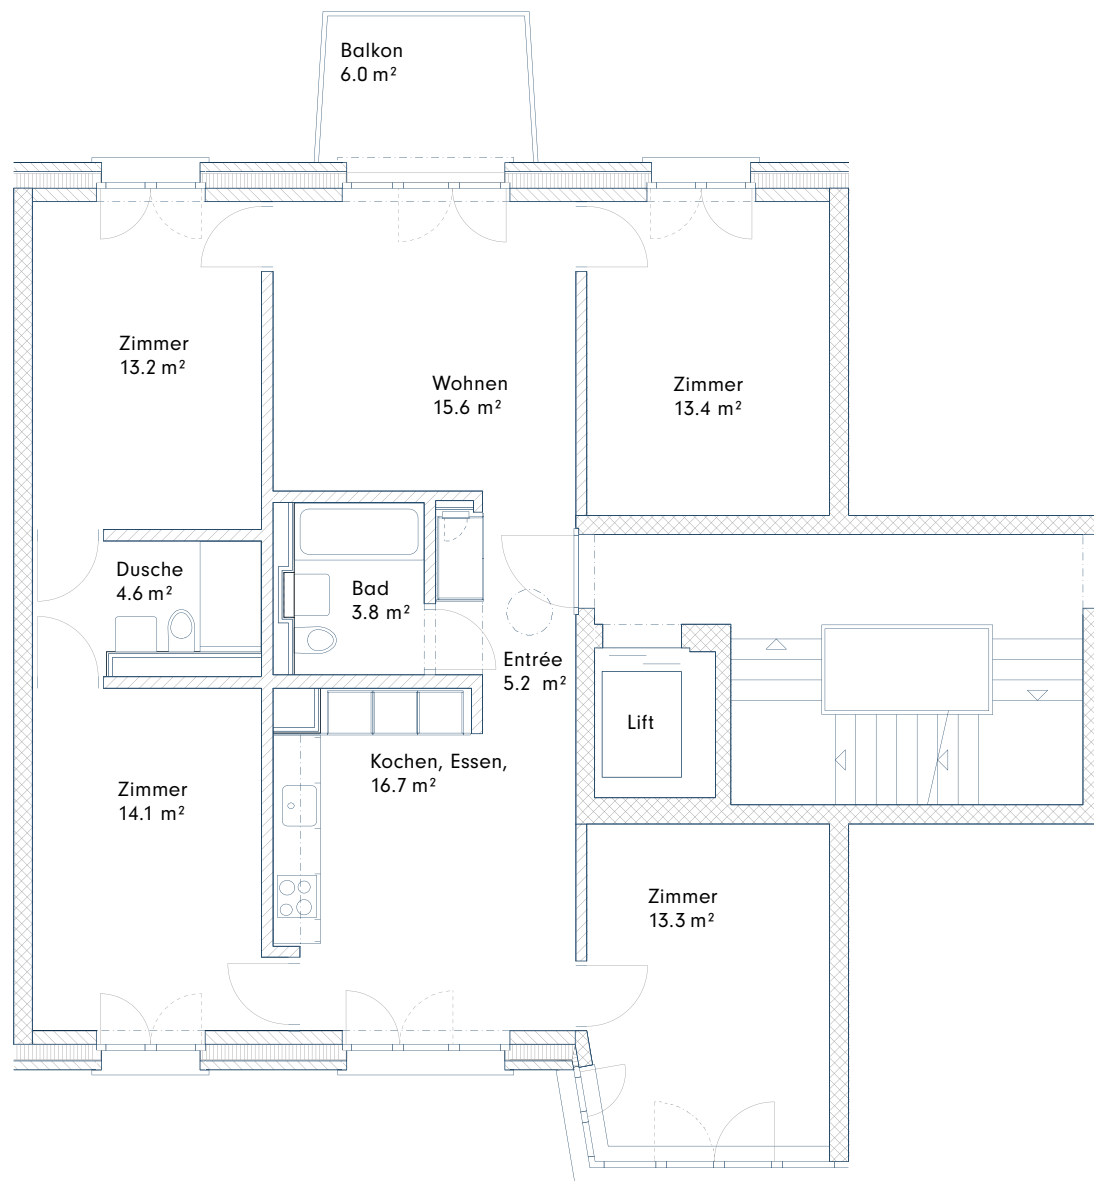 Balkon
6.0 m²
Zimmer
13.2 m²
Wohnen
15.6 m²
Zimmer
13.4 m²
Dusche
4.6 m²
Bad
3.8 m²
Entrée
5.2 m²
Lift
Kochen, Essen,
16.7 m²
Zimmer
14.1 m²
Zimmer
13.3 m²